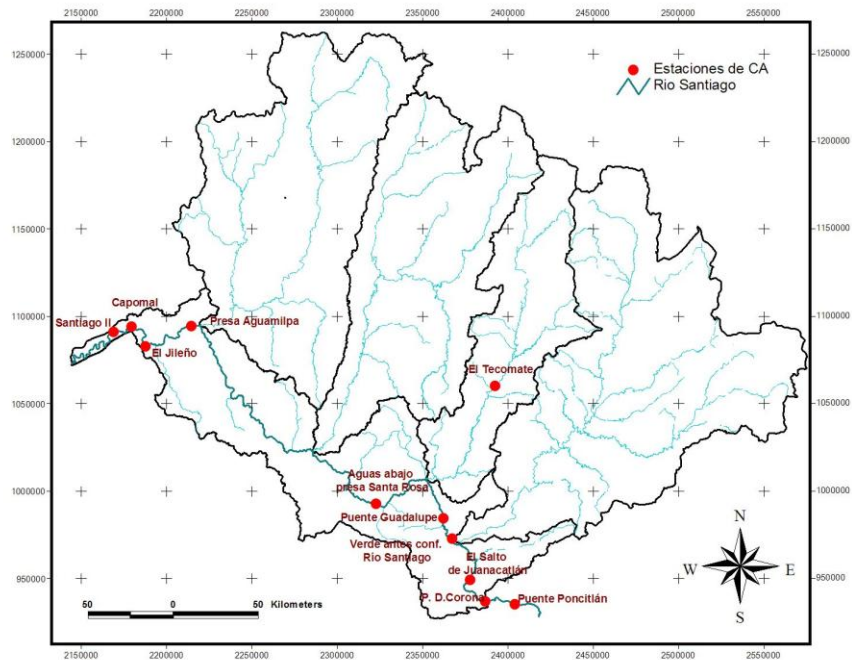 2150000 2200000 2250000 2300000 2350000 2400000 2450000 2500000 2550000
1250000 1250000
Estaciones de CA
Rio Santiago
1200000 1200000
1150000 1150000
1100000 1100000
Capomal
Santiago II
Presa Aguamilpa
El Jileño
El Tecomate
1050000 1050000
Aguas abajo
presa Santa Rosa
1000000 1000000
Puente Guadalupe
Verde antes conf.
Rio Santiago
El Salto
de Juanacatlán
N
W E
S
950000 950000
P. D.Corona
Puente Poncitlán
50 0 50 Kilometers
2150000 2200000 2250000 2300000 2350000 2400000 2450000 2500000 2550000